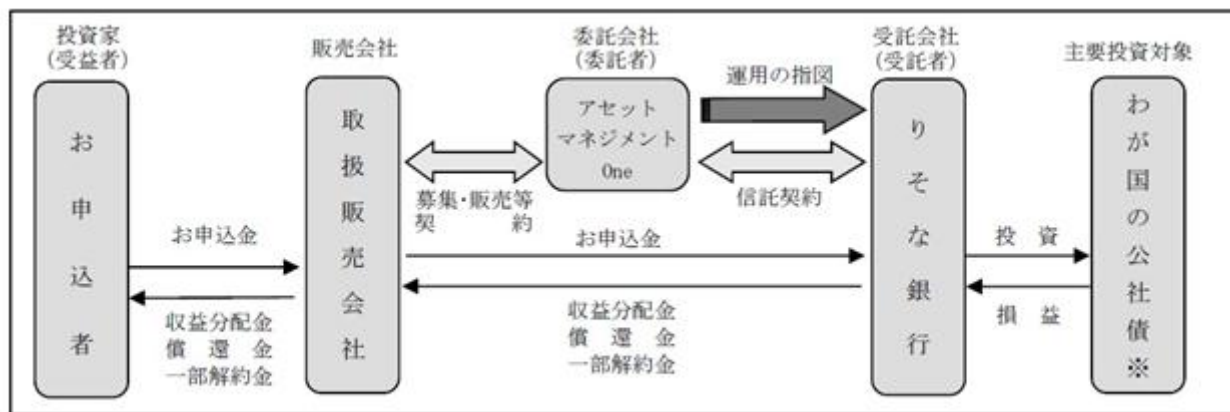 投資家
(受益者)
お申込者
販売会社
取扱販売会社
委託会社
(委託者)
アセット
マネジメント
One
運用の指図
受託会社
(受託者)
りそな銀行
主要投資対象
わが国の公社債※
募集・販売等
契約
信託契約
お申込金
お申込金
投資
収益分配金
償還金
一部解約金
収益分配金
償還金
一部解約金
損益